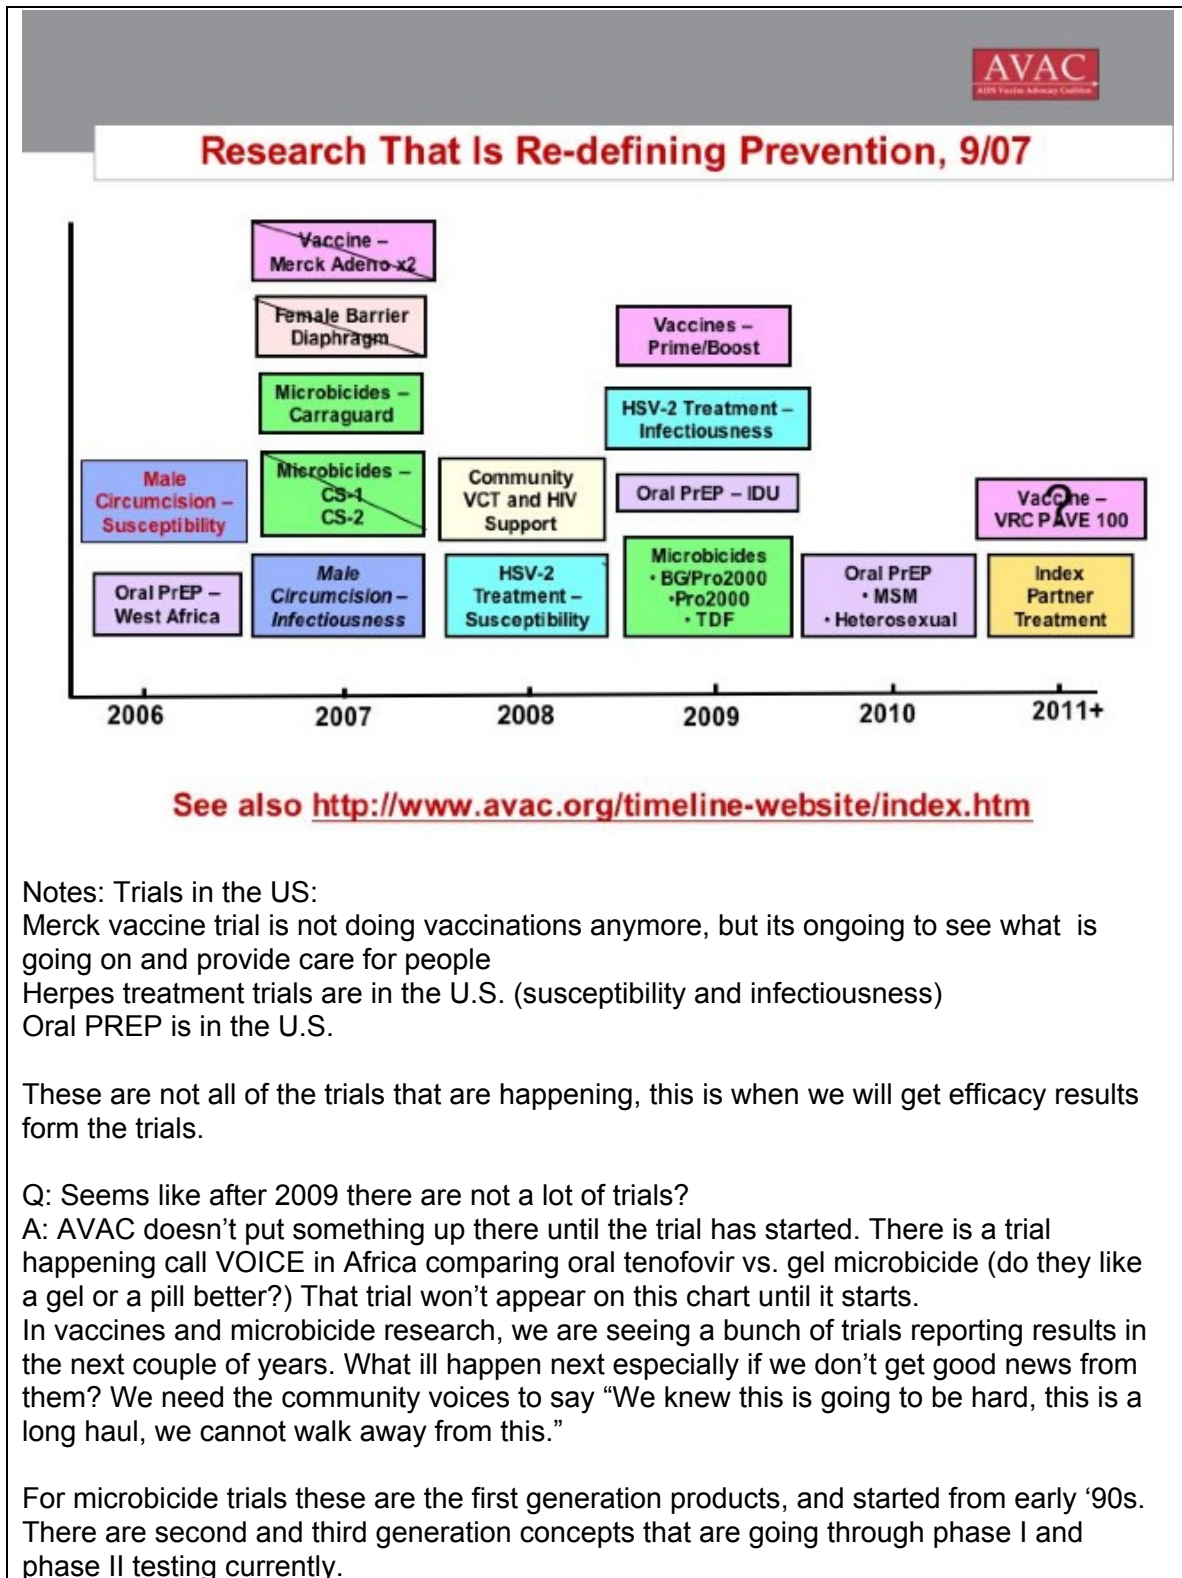 AVAC
AIDS Vaccine Advocacy Coalition
Research That Is Re-defining Prevention, 9/07
Vaccine –
Merck Adeno x2
Female Barrier
Diaphragm
Microbicides –
Carraguard
Microbicides –
CS-1
CS-2
Male
Circumcision –
Infectiousness
Male
Circumcision –
Susceptibility
Oral PrEP –
West Africa
Community
VCT and HIV
Support
HSV-2
Treatment –
Susceptibility
Vaccines –
Prime/Boost
HSV-2 Treatment –
Infectiousness
Oral PrEP – IDU
Microbicides
• BG/Pro2000
•Pro2000
• TDF
Oral PrEP
• MSM
• Heterosexual
?
Vaccine –
VRC PAVE 100
Index
Partner
Treatment
2006
2007
2008
2009
2010
2011+
See also http://www.avac.org/timeline-website/index.htm
Notes: Trials in the US:
Merck vaccine trial is not doing vaccinations anymore, but its ongoing to see what  is
going on and provide care for people
Herpes treatment trials are in the U.S. (susceptibility and infectiousness)
Oral PREP is in the U.S.
These are not all of the trials that are happening, this is when we will get efficacy results
form the trials.
Q: Seems like after 2009 there are not a lot of trials?
A: AVAC doesn’t put something up there until the trial has started. There is a trial
happening call VOICE in Africa comparing oral tenofovir vs. gel microbicide (do they like
a gel or a pill better?) That trial won’t appear on this chart until it starts.
In vaccines and microbicide research, we are seeing a bunch of trials reporting results in
the next couple of years. What ill happen next especially if we don’t get good news from
them? We need the community voices to say “We knew this is going to be hard, this is a
long haul, we cannot walk away from this.”
For microbicide trials these are the first generation products, and started from early ‘90s.
There are second and third generation concepts that are going through phase I and
phase II testing currently.